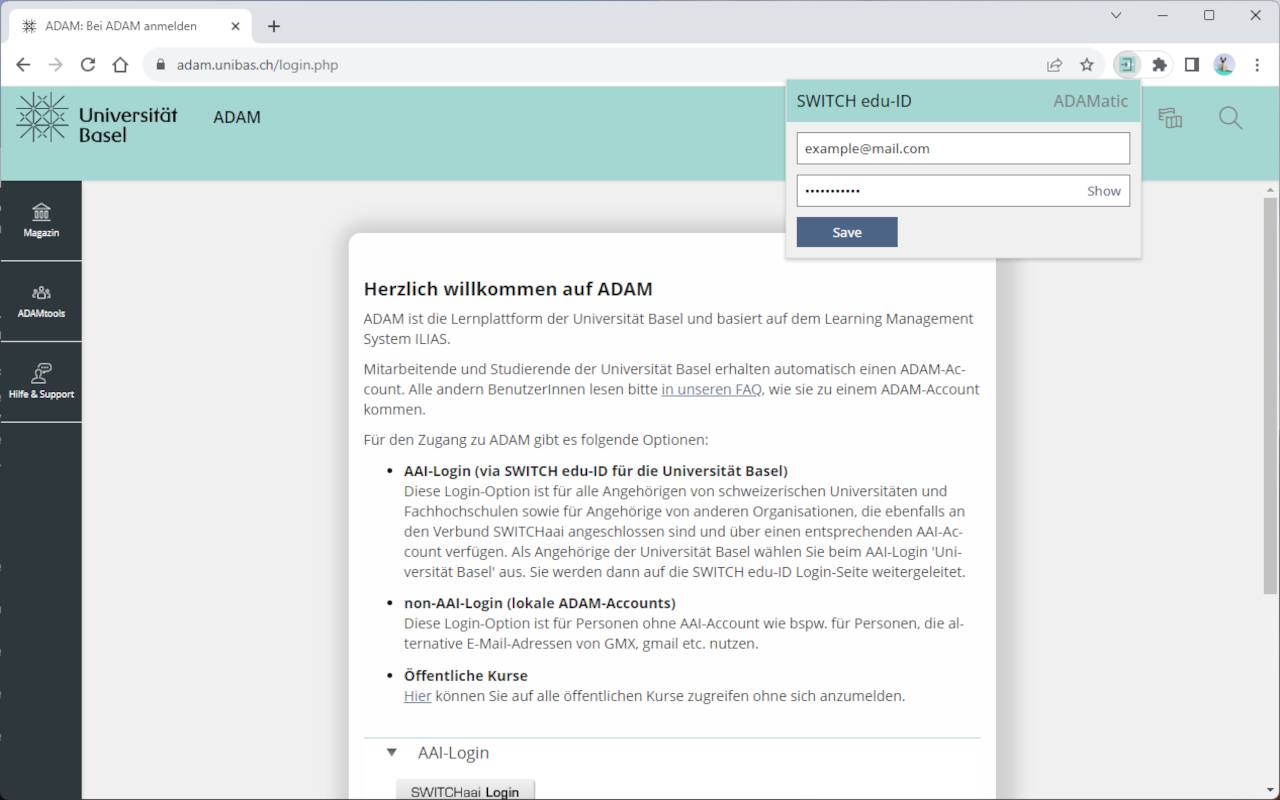 ADAM: Bei ADAM anmelden
adam.unibas.ch/login.php
Universität
Basel
ADAM
SWITCH edu-ID
ADAMatic
example@mail.com
•••••••••••
Show
Save
Magazin
ADAMtools
Hilfe & Support
Herzlich willkommen auf ADAM
ADAM ist die Lernplattform der Universität Basel und basiert auf dem Learning Management
System ILIAS.
Mitarbeitende und Studierende der Universität Basel erhalten automatisch einen ADAM-Ac-
count. Alle andern BenutzerInnen lesen bitte in unseren FAQ, wie sie zu einem ADAM-Account
kommen.
Für den Zugang zu ADAM gibt es folgende Optionen:
• AAI-Login (via SWITCH edu-ID für die Universität Basel)
Diese Login-Option ist für alle Angehörigen von schweizerischen Universitäten und
Fachhochschulen sowie für Angehörige von anderen Organisationen, die ebenfalls an
den Verbund SWITCHaai angeschlossen sind und über einen entsprechenden AAI-Ac-
count verfügen. Als Angehörige der Universität Basel wählen Sie beim AAI-Login 'Uni-
versität Basel' aus. Sie werden dann auf die SWITCH edu-ID Login-Seite weitergeleitet.
• non-AAI-Login (lokale ADAM-Accounts)
Diese Login-Option ist für Personen ohne AAI-Account wie bspw. für Personen, die al-
ternative E-Mail-Adressen von GMX, gmail etc. nutzen.
• Öffentliche Kurse
Hier können Sie auf alle öffentlichen Kurse zugreifen ohne sich anzumelden.
AAI-Login
SWITCHaai Login